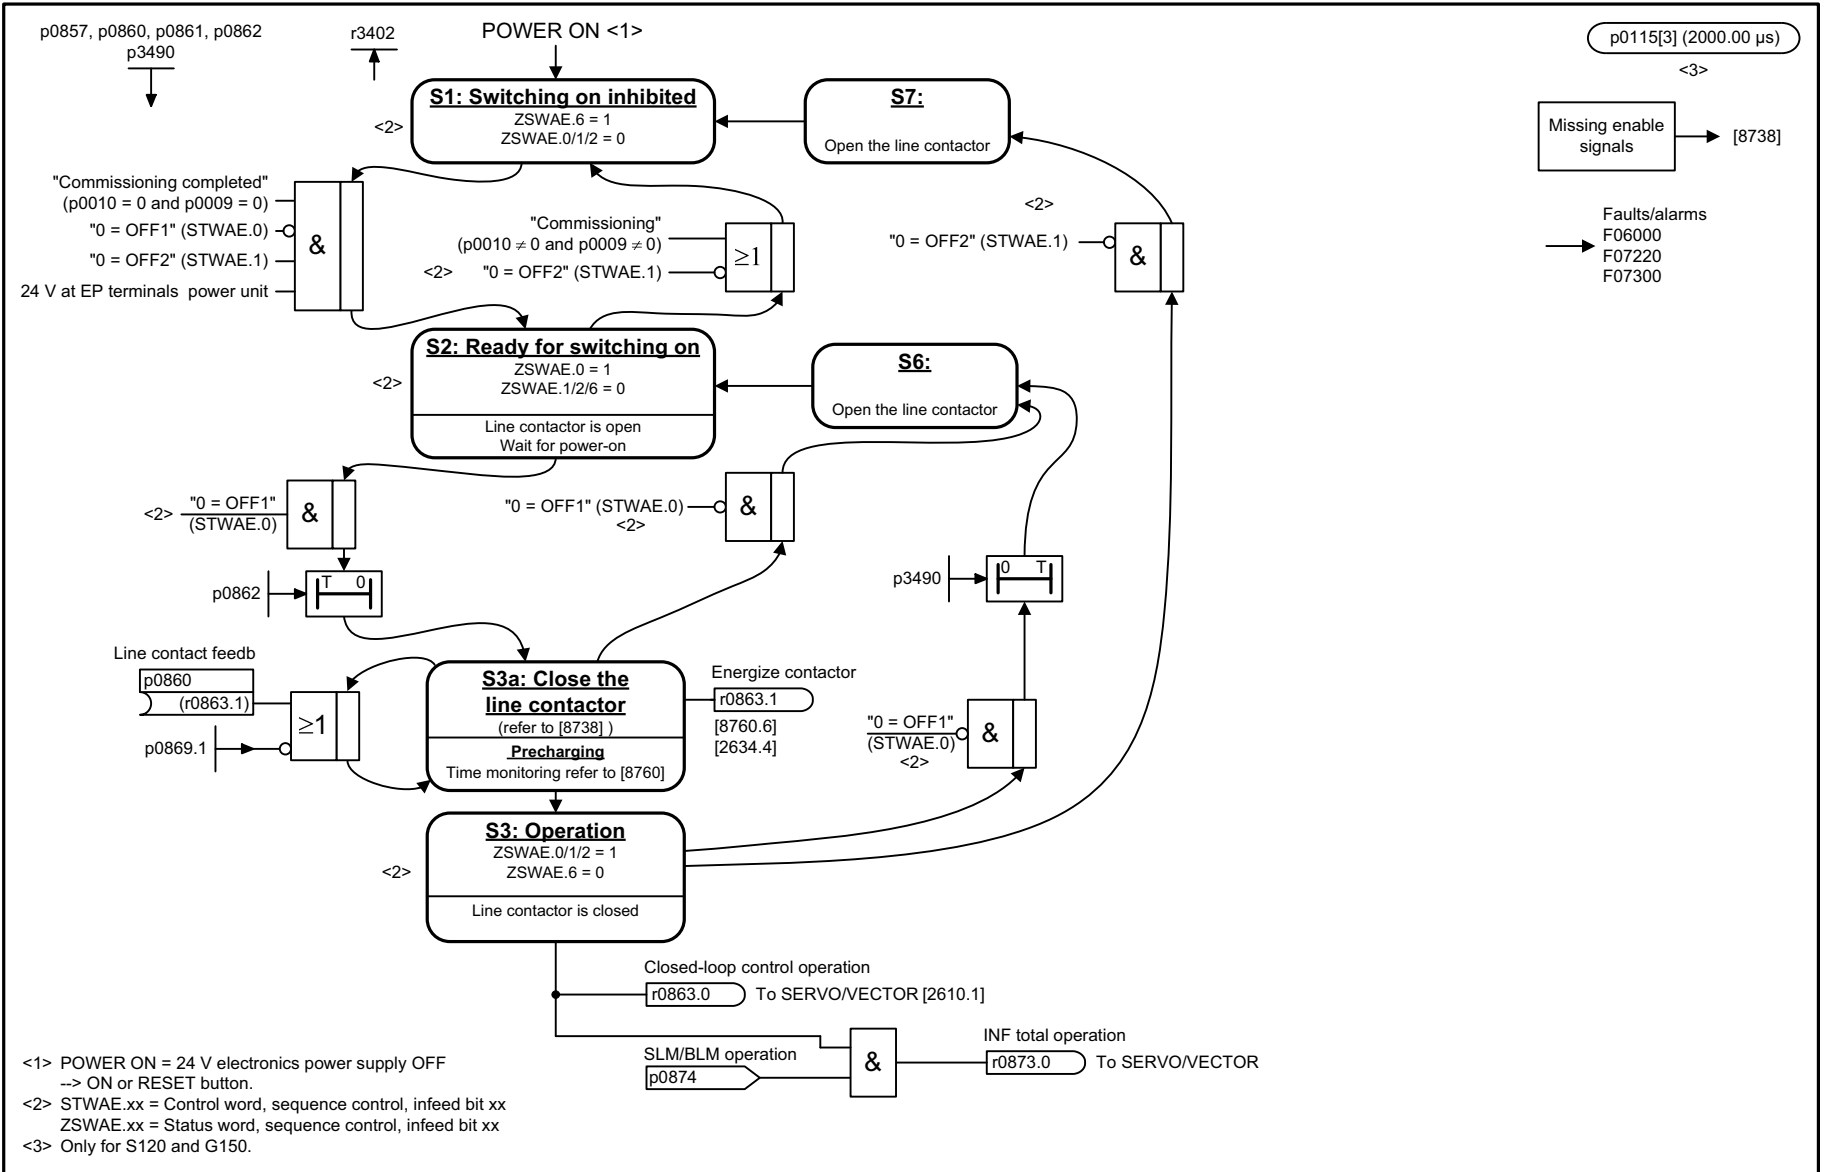 p0857, p0860, p0861, p0862
p3490
r3402
POWER ON <1>
p0115[3] (2000.00 µs)
<3>
S1: Switching on inhibited
ZSWAE.6 = 1
ZSWAE.0/1/2 = 0
<2>
S7:
Open the line contactor
Missing enable
signals
[8738]
"Commissioning completed"
(p0010 = 0 and p0009 = 0)
"0 = OFF1" (STWAE.0)
"0 = OFF2" (STWAE.1)
24 V at EP terminals power unit
&
"Commissioning"
(p0010 ≠ 0 and p0009 ≠ 0)
<2> "0 = OFF2" (STWAE.1)
≥1
<2>
"0 = OFF2" (STWAE.1)
&
Faults/alarms
F06000
F07220
F07300
S2: Ready for switching on
ZSWAE.0 = 1
ZSWAE.1/2/6 = 0
<2>
Line contactor is open
Wait for power-on
S6:
Open the line contactor
<2> "0 = OFF1"
(STWAE.0)
&
"0 = OFF1" (STWAE.0)
<2>
&
p0862
T 0
p3490
0 T
Line contact feedb
p0860
(r0863.1)
p0869.1
≥1
S3a: Close the
line contactor
(refer to [8738] )
Precharging
Time monitoring refer to [8760]
Energize contactor
r0863.1
[8760.6]
[2634.4]
"0 = OFF1"
(STWAE.0)
<2>
&
S3: Operation
ZSWAE.0/1/2 = 1
ZSWAE.6 = 0
<2>
Line contactor is closed
Closed-loop control operation
r0863.0 To SERVO/VECTOR [2610.1]
SLM/BLM operation
p0874
&
INF total operation
r0873.0 To SERVO/VECTOR
<1> POWER ON = 24 V electronics power supply OFF
--> ON or RESET button.
<2> STWAE.xx = Control word, sequence control, infeed bit xx
ZSWAE.xx = Status word, sequence control, infeed bit xx
<3> Only for S120 and G150.